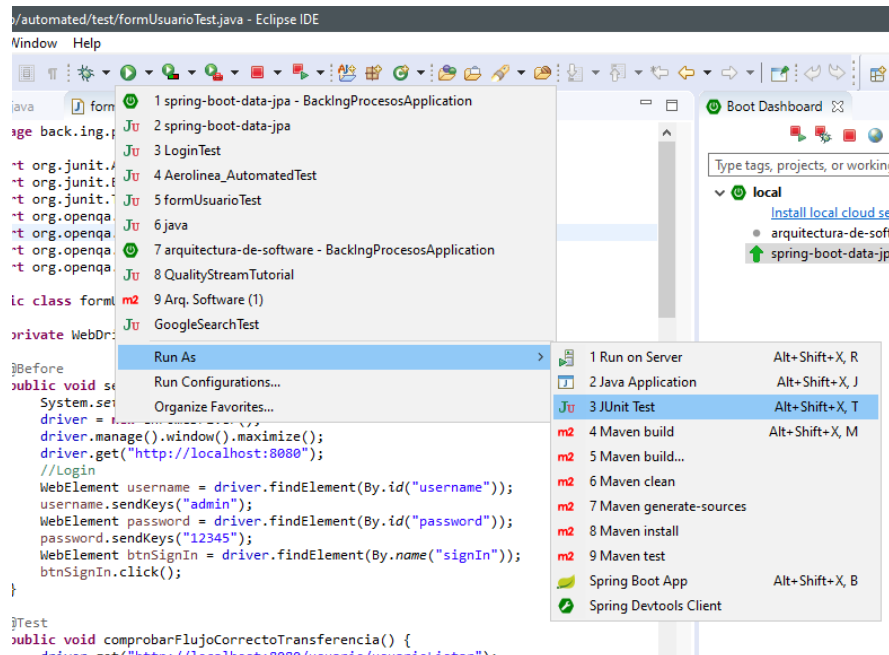 o/automated/test/formUsuarioTest.java - Eclipse IDE
Window Help
java
form
Boot Dashboard
1 spring-boot-data-jpa - BackIngProcesosApplication
2 spring-boot-data-jpa
3 LoginTest
4 Aerolinea_AutomatedTest
5 formUsuarioTest
6 java
7 arquitectura-de-software - BackIngProcesosApplication
8 QualityStreamTutorial
9 Arq. Software (1)
GoogleSearchTest
Run As
Run Configurations...
Organize Favorites...
1 Run on Server Alt+Shift+X, R
2 Java Application Alt+Shift+X, J
3 JUnit Test Alt+Shift+X, T
4 Maven build Alt+Shift+X, M
5 Maven build...
6 Maven clean
7 Maven generate-sources
8 Maven install
9 Maven test
Spring Boot App Alt+Shift+X, B
Spring Devtools Client
Type tags, projects, or workin
local
Install local cloud se
arquitectura-de-soft
spring-boot-data-jp
age back.ing.p
rt org.junit.A
rt org.junit.B
rt org.junit.T
rt org.openqa.
rt org.openqa.
rt org.openqa.
rt org.openqa.
ic class formU
private WebDri
@Before
public void se
System.set
driver =
driver.manage().window().maximize();
driver.get("http://localhost:8080");
//Login
WebElement username = driver.findElement(By.id("username"));
username.sendKeys("admin");
WebElement password = driver.findElement(By.id("password"));
password.sendKeys("12345");
WebElement btnSignIn = driver.findElement(By.name("signIn"));
btnSignIn.click();
}
@Test
public void comprobarFlujoCorrectoTransferencia() {